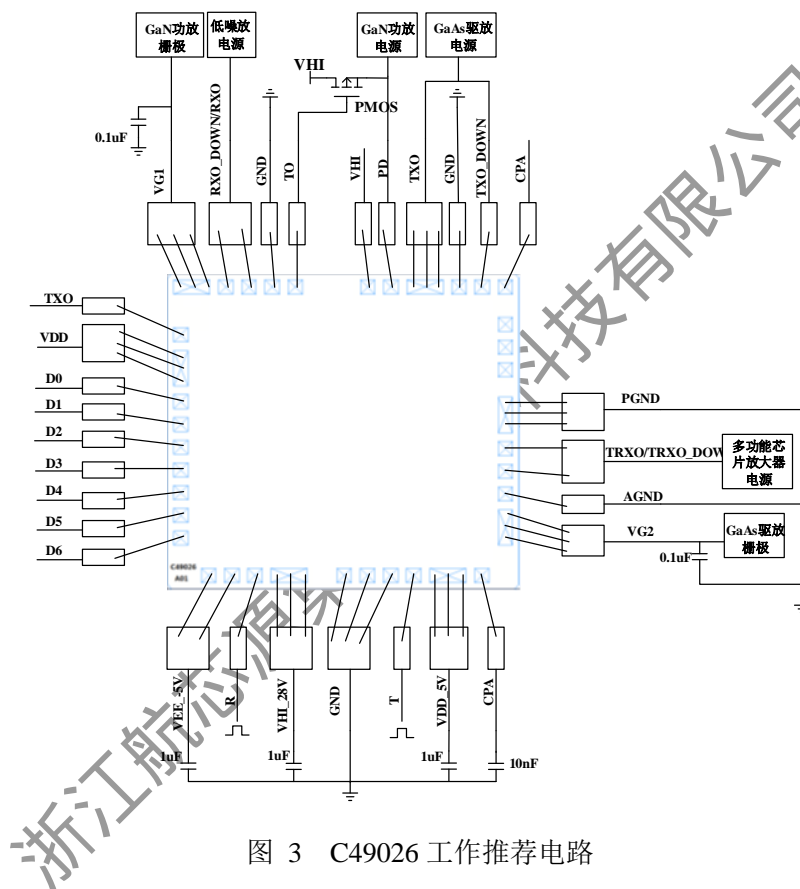 GaN功放
栅极
低噪放
电源
GaN功放
电源
GaAs驱放
电源
VHI
PMOS
0.1uF
VG1
RXO_DOWN/RXO
GND
TO
VHI
PD
TXO
GND
TXO_DOWN
CPA
TXO
VDD
D0
D1
D2
D3
D4
D5
D6
PGND
TRXO/TRXO_DOW
多功能芯
片放大器
电源
AGND
VG2
GaAs驱放
栅极
0.1uF
C49026
A01
VEE_-5V
R
VHI_28V
GND
T
VDD_5V
CPA
1uF
1uF
1uF
10nF
图 3 C49026 工作推荐电路
浙江航芯源
科技有限公司